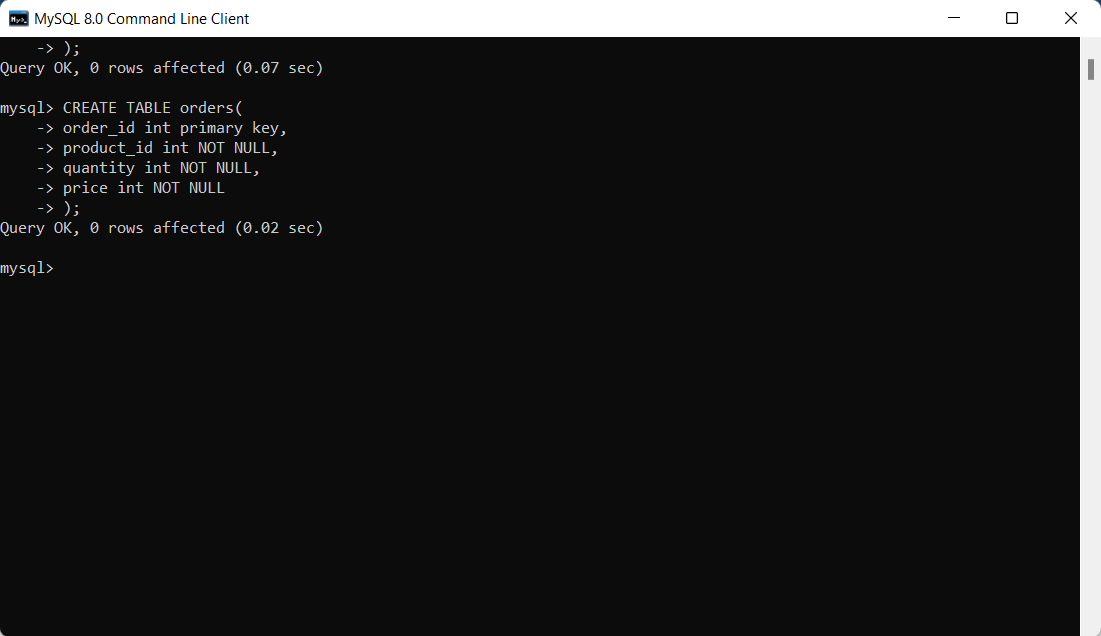 MySQL 8.0 Command Line Client
    -> );
Query OK, 0 rows affected (0.07 sec)
mysql> CREATE TABLE orders(
    -> order_id int primary key,
    -> product_id int NOT NULL,
    -> quantity int NOT NULL,
    -> price int NOT NULL
    -> );
Query OK, 0 rows affected (0.02 sec)
mysql>